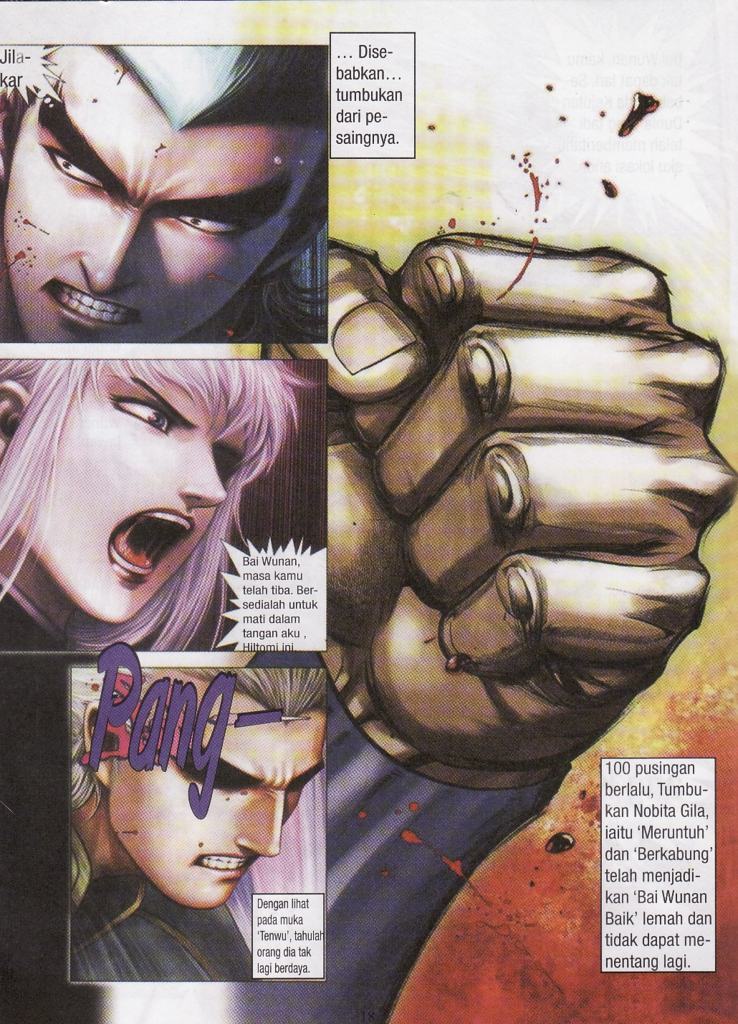 Jila-
kar
... Dise-
babkan...
tumbukan
dari pe-
saingnya.
Bai Wunan,
masa kamu
telah tiba. Ber-
sedialah untuk
mati dalam
tangan aku ,
Hiltomi ini.
Pang-
Dengan lihat
pada muka
'Tenwu', tahulah
orang dia tak
lagi berdaya.
100 pusingan
berlalu, Tumbu-
kan Nobita Gila,
iaitu 'Meruntuh'
dan 'Berkabung'
telah menjadi-
kan 'Bai Wunan
Baik' lemah dan
tidak dapat me-
nentang lagi.
18